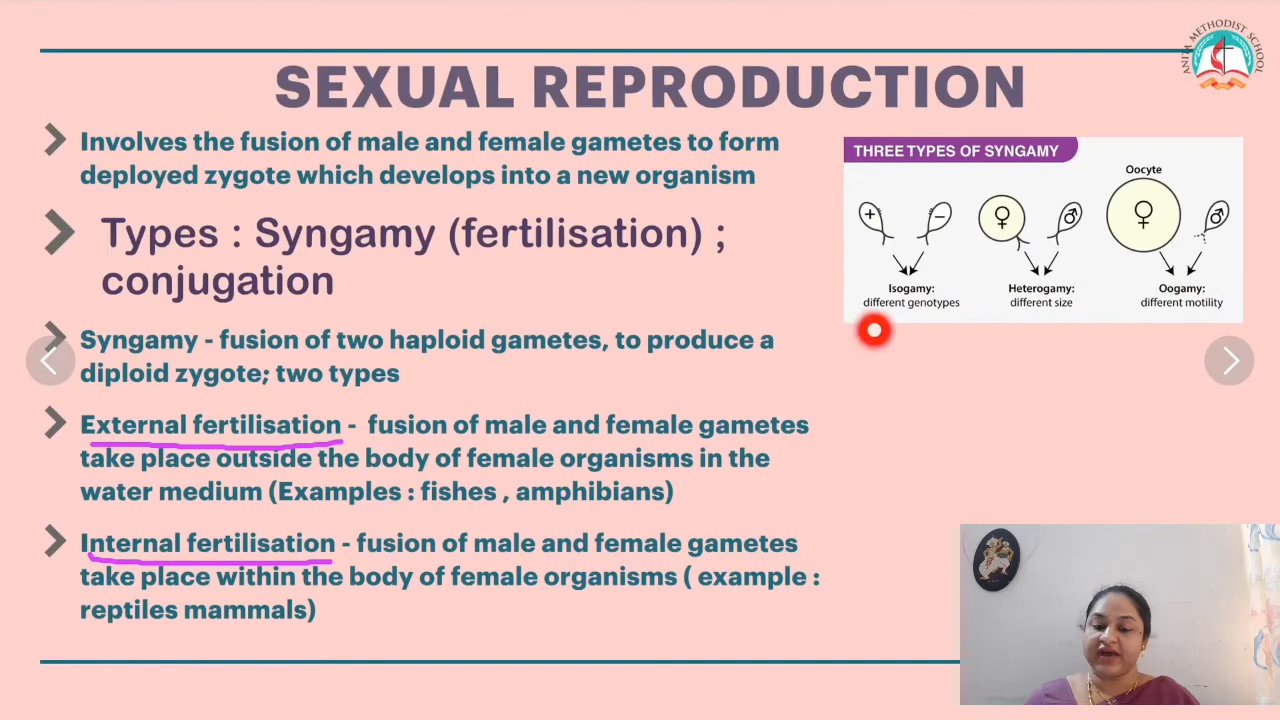 ANITA METHODIST SCHOOL
SEXUAL REPRODUCTION
Involves the fusion of male and female gametes to form
deployed zygote which develops into a new organism
Types : Syngamy (fertilisation) ;
conjugation
Syngamy - fusion of two haploid gametes, to produce a
diploid zygote; two types
External fertilisation - fusion of male and female gametes
take place outside the body of female organisms in the
water medium (Examples : fishes , amphibians)
Internal fertilisation - fusion of male and female gametes
take place within the body of female organisms ( example :
reptiles mammals)
THREE TYPES OF SYNGAMY
Oocyte
+ − ♀ ♂ ♀ ♂
Isogamy:
different genotypes
Heterogamy:
different size
Oogamy:
different motility